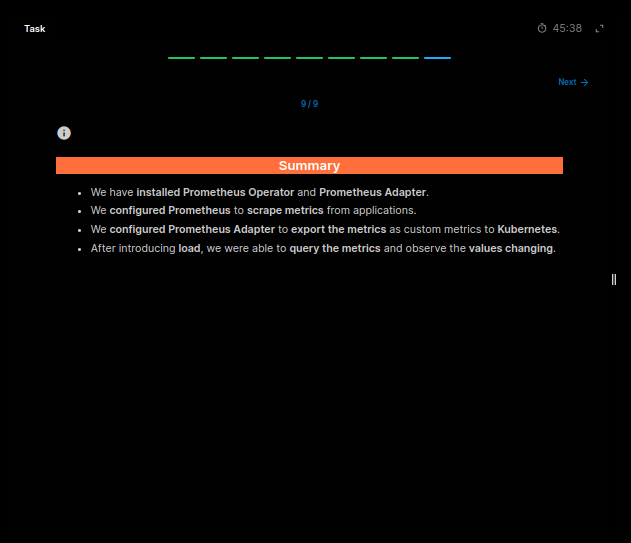 Task
45:38
Next →
9 / 9
Summary
• We have installed Prometheus Operator and Prometheus Adapter.
• We configured Prometheus to scrape metrics from applications.
• We configured Prometheus Adapter to export the metrics as custom metrics to Kubernetes.
• After introducing load, we were able to query the metrics and observe the values changing.